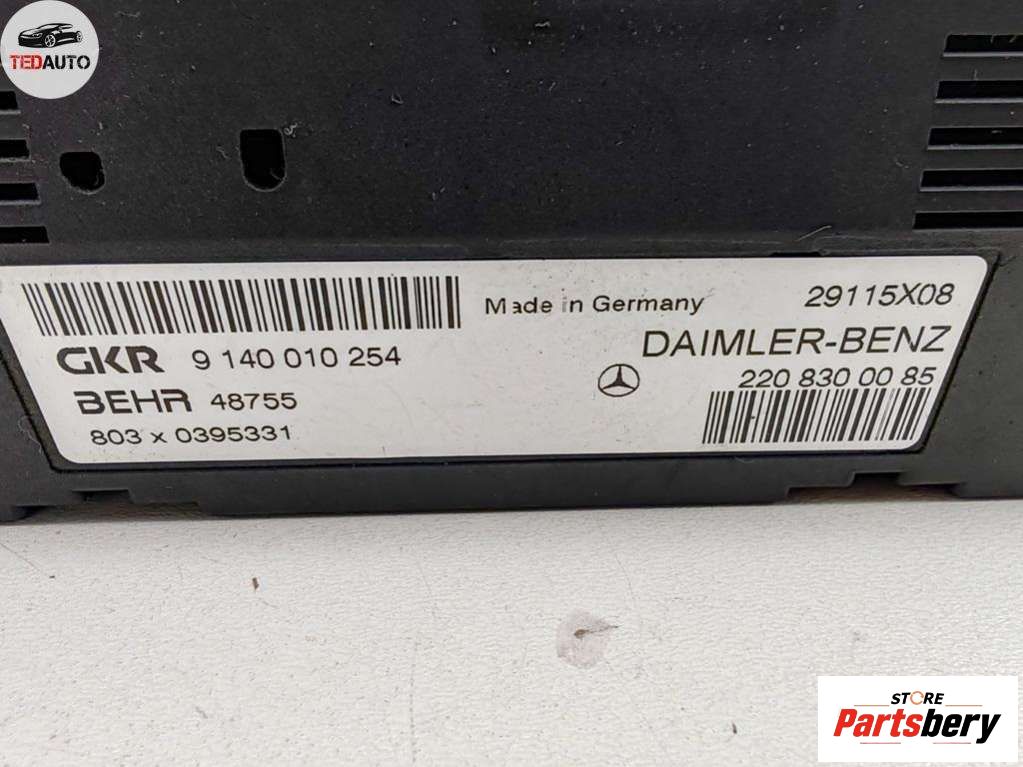 TEDAUTO
Made in Germany
29115X08
GKR 9 140 010 254
DAIMLER-BENZ
BEHR 48755
220 830 00 85
803 x 0395331
STORE
Partsbery